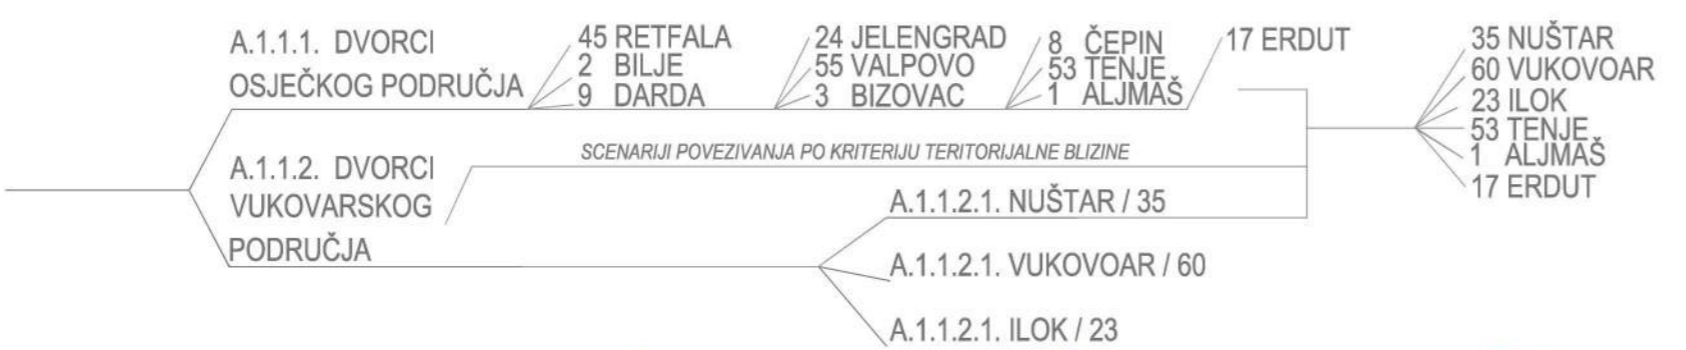 A.1.1.1. DVORCI
OSJEČKOG PODRUČJA
45 RETFALA
2 BILJE
9 DARDA
24 JELENGRAD
55 VALPOVO
3 BIZOVAC
8 ČEPIN
53 TENJE
1 ALJMAŠ
17 ERDUT
A.1.1.2. DVORCI
VUKOVARSKOG
PODRUČJA
SCENARIJI POVEZIVANJA PO KRITERIJU TERITORIJALNE BLIZINE
A.1.1.2.1. NUŠTAR / 35
A.1.1.2.1. VUKOVOAR / 60
A.1.1.2.1. ILOK / 23
35 NUŠTAR
60 VUKOVOAR
23 ILOK
53 TENJE
1 ALJMAŠ
17 ERDUT